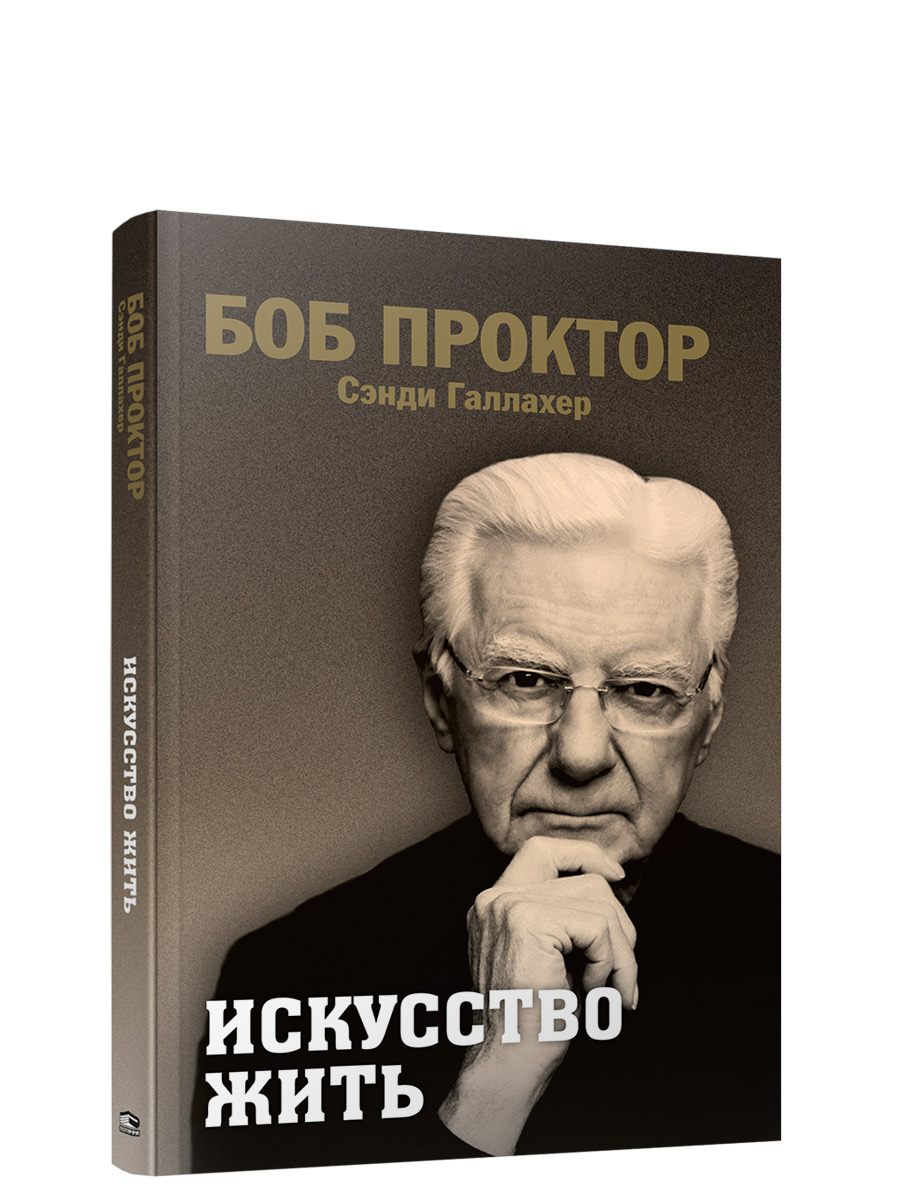 БОБ ПРОКТОР
Сэнди Галлахер
ИСКУССТВО
ЖИТЬ
БОБ ПРОКТОР
Сэнди Галлахер
ИСКУССТВО ЖИТЬ